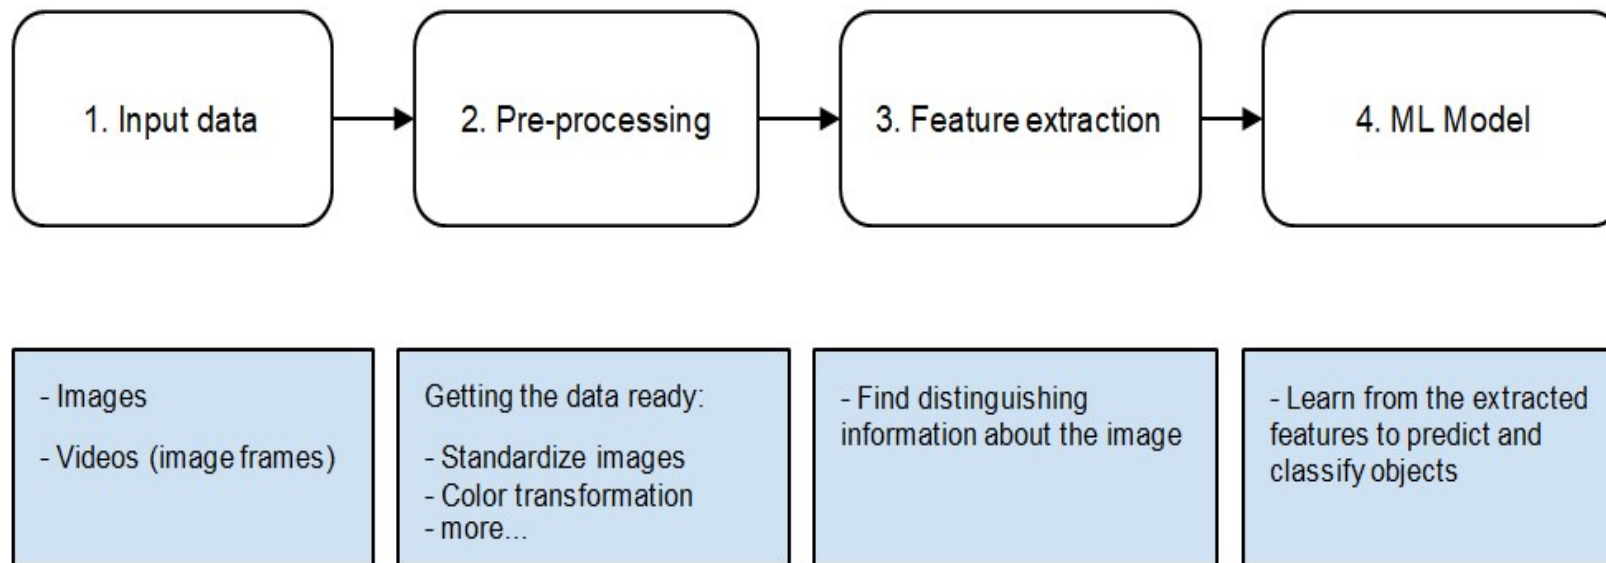 1. Input data
2. Pre-processing
3. Feature extraction
4. ML Model
- Images
- Videos (image frames)
Getting the data ready:
- Standardize images
- Color transformation
- more...
- Find distinguishing
information about the image
- Learn from the extracted
features to predict and
classify objects